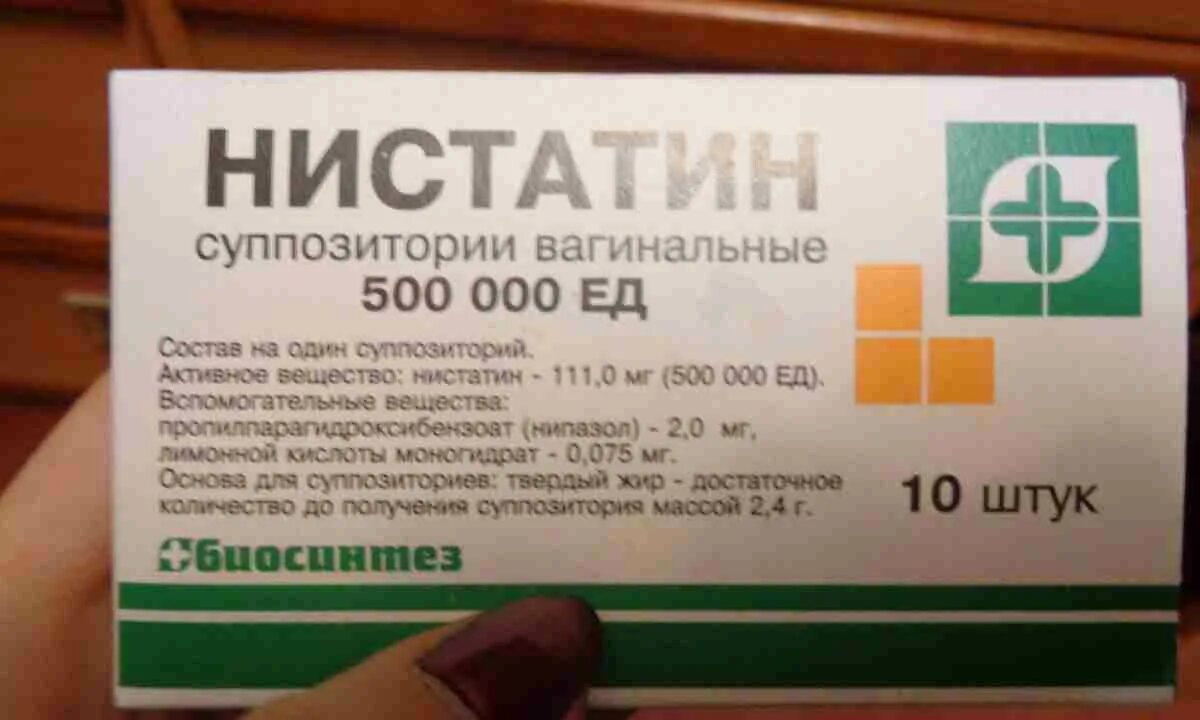 НИСТАТИН
суппозитории вагинальные
500 000 ЕД
Состав на один суппозиторий.
Активное вещество: нистатин - 111,0 мг (500 000 ЕД).
Вспомогательные вещества:
пропилпарагидроксибензоат (нипазол) - 2,0 мг,
лимонной кислоты моногидрат - 0,075 мг.
Основа для суппозиториев: твердый жир - достаточное
количество до получения суппозитория массой 2,4 г.
10 штук
биосинтез